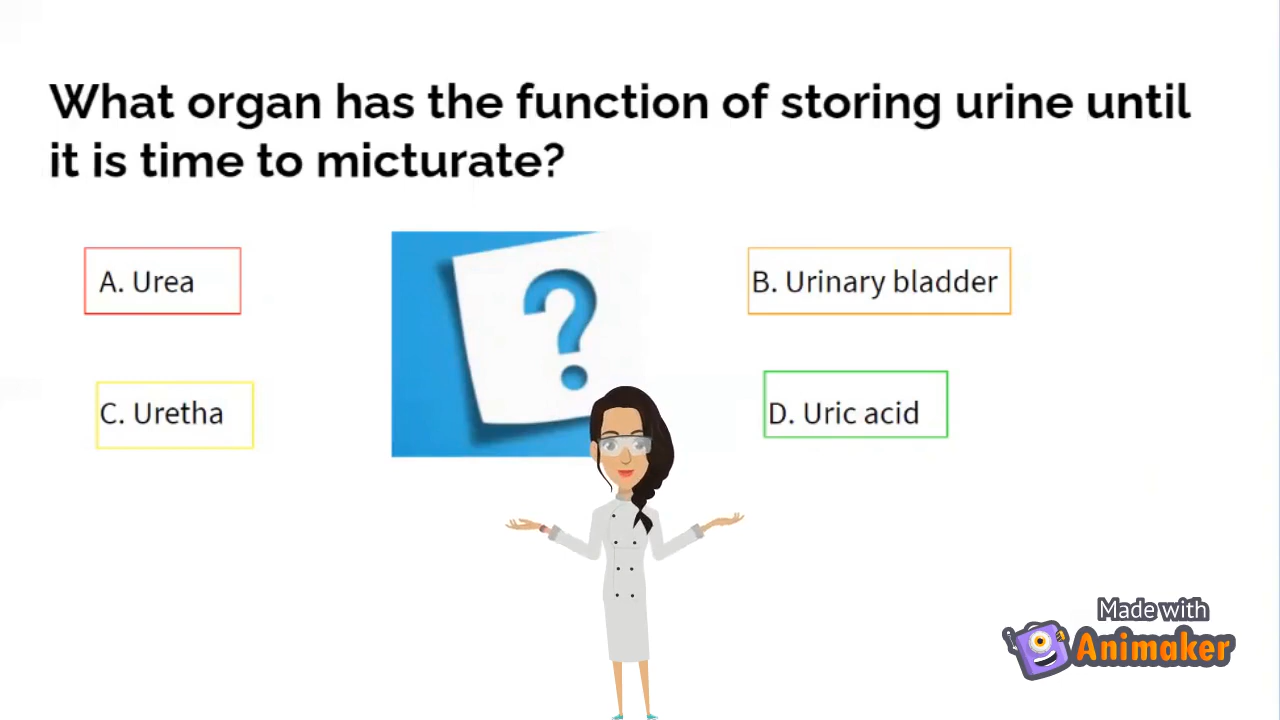 What organ has the function of storing urine until
it is time to micturate?
A. Urea
B. Urinary bladder
?
C. Uretha
D. Uric acid
Made with
Animaker